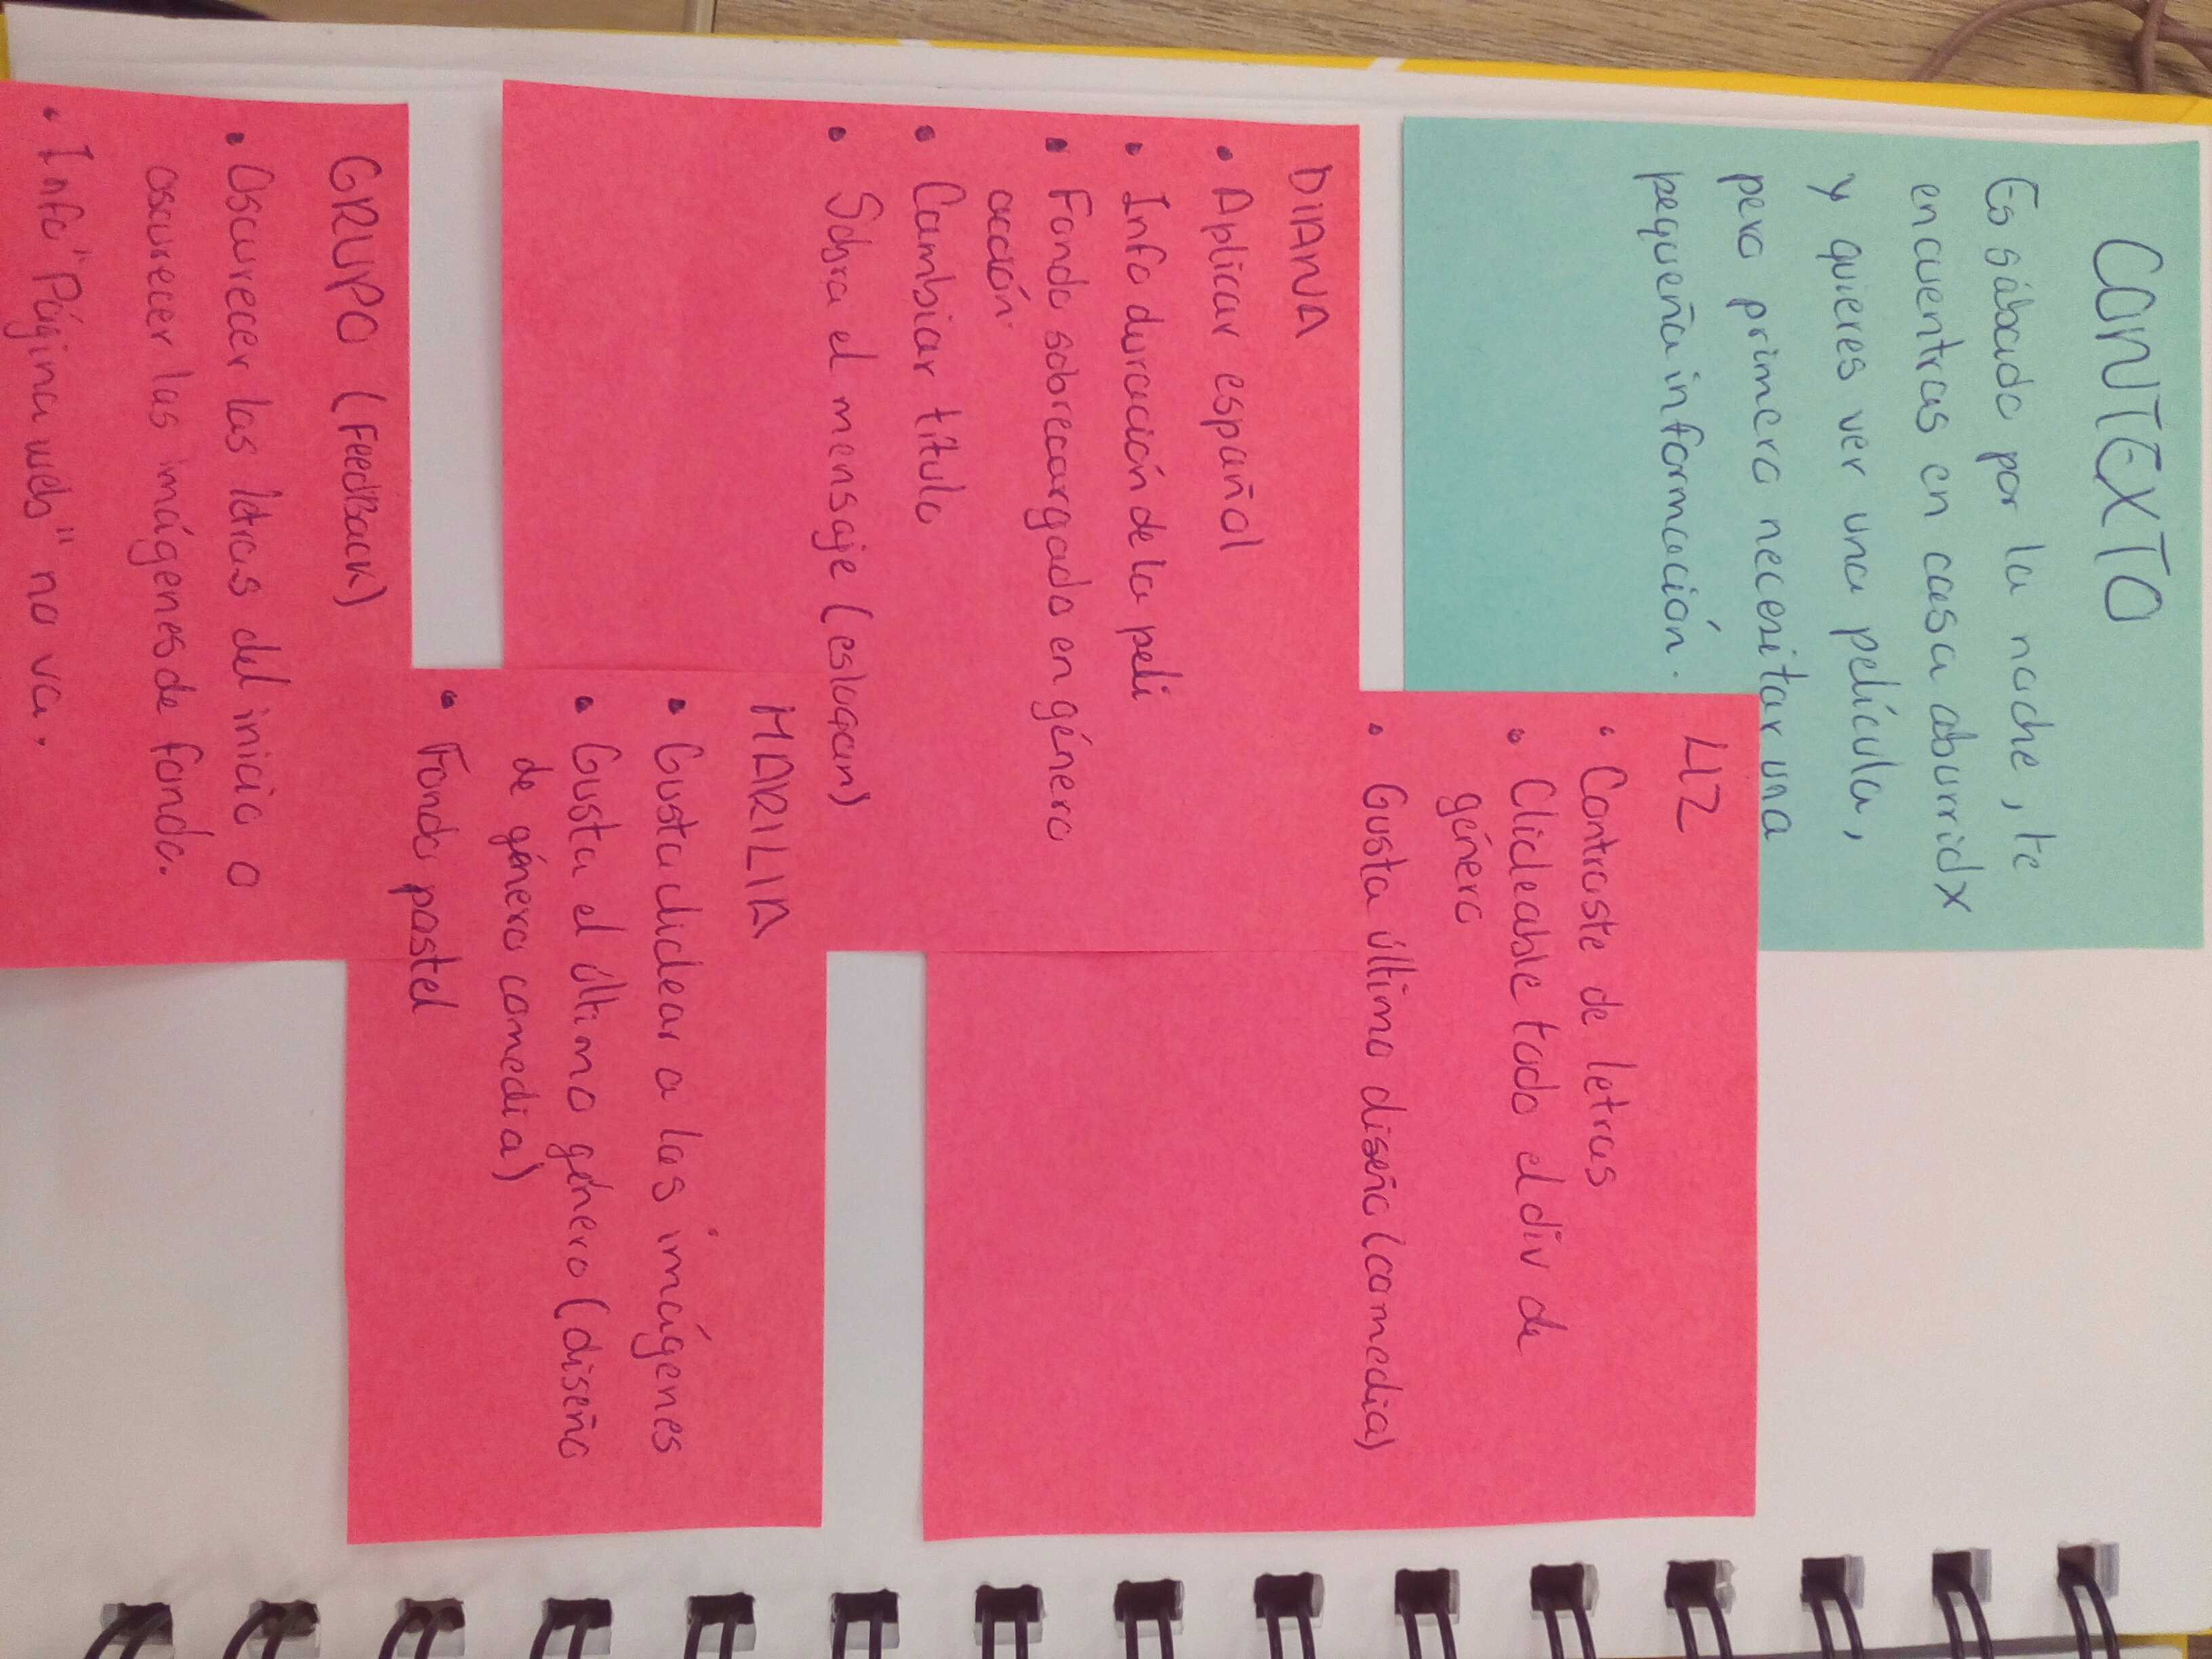 CONTEXTO
Es sábado por la noche, te
encuentras en casa aburridx
y quieres ver una película,
pero primero necesitar una
pequeña información.
LIZ
• Contraste de letras
• Clickeable todo el div de
género
• Gusta último diseño (comedia)
DIANA
• Aplicar español
• Info duración de la peli
• Fondo sobrecargado en género
acción.
• Cambiar título
• Sobra el mensaje (eslogan)
MARILIA
• Gusta clickear a las imágenes
• Gusta el último género (diseño
de género comedia)
• Fondo pastel
GRUPO (FeedBack)
• Oscurecer las letras del inicio o
oscurecer las imágenes de fondo.
• Info "Página web" no va.